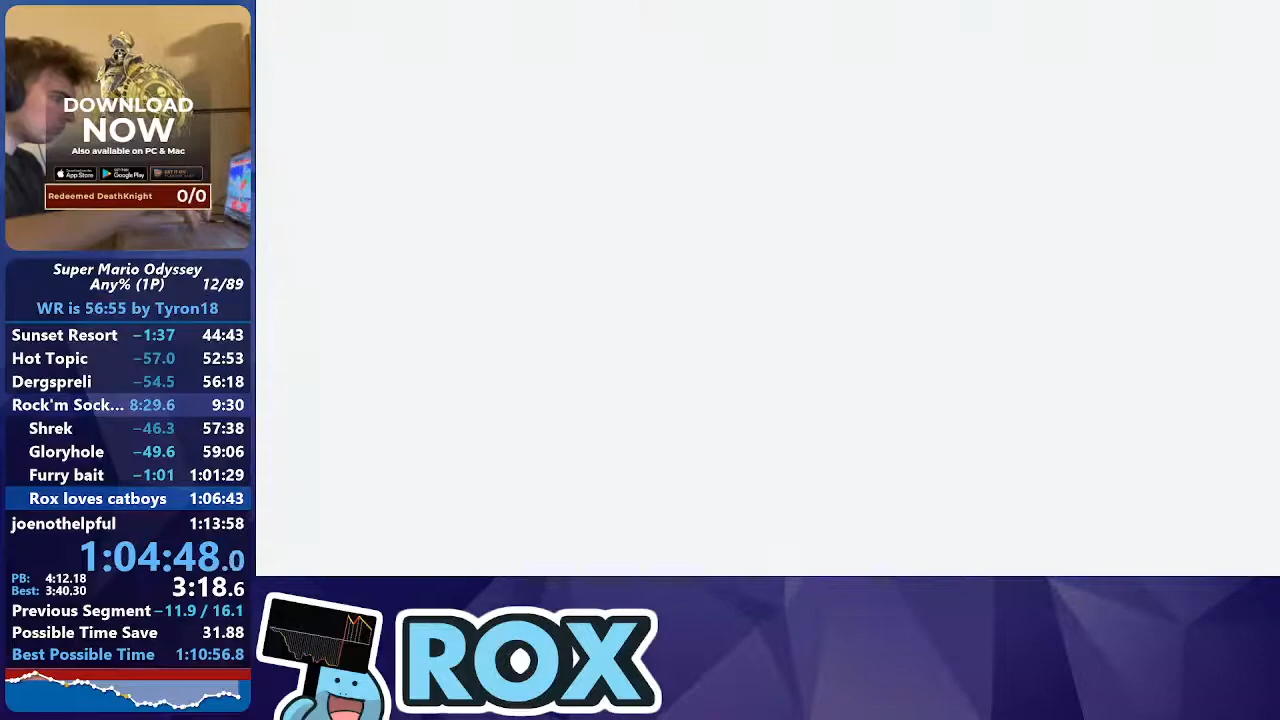 DOWNLOAD
NOW
Also available on PC & Mac
App Store
Google Play
Redeemed DeathKnight 0/0
Super Mario Odyssey
Any% (1P) 12/89
WR is 56:55 by Tyron18
Sunset Resort −1:37 44:43
Hot Topic −57.0 52:53
Dergspreli −54.5 56:18
Rock'm Sock... 8:29.6 9:30
Shrek −46.3 57:38
Gloryhole −49.6 59:06
Furry bait −1:01 1:01:29
Rox loves catboys 1:06:43
joenothelpful 1:13:58
1:04:48.0
PB: 4:12.18
Best: 3:40.30
3:18.6
Previous Segment −11.9 / 16.1
Possible Time Save 31.88
Best Possible Time 1:10:56.8
ROX